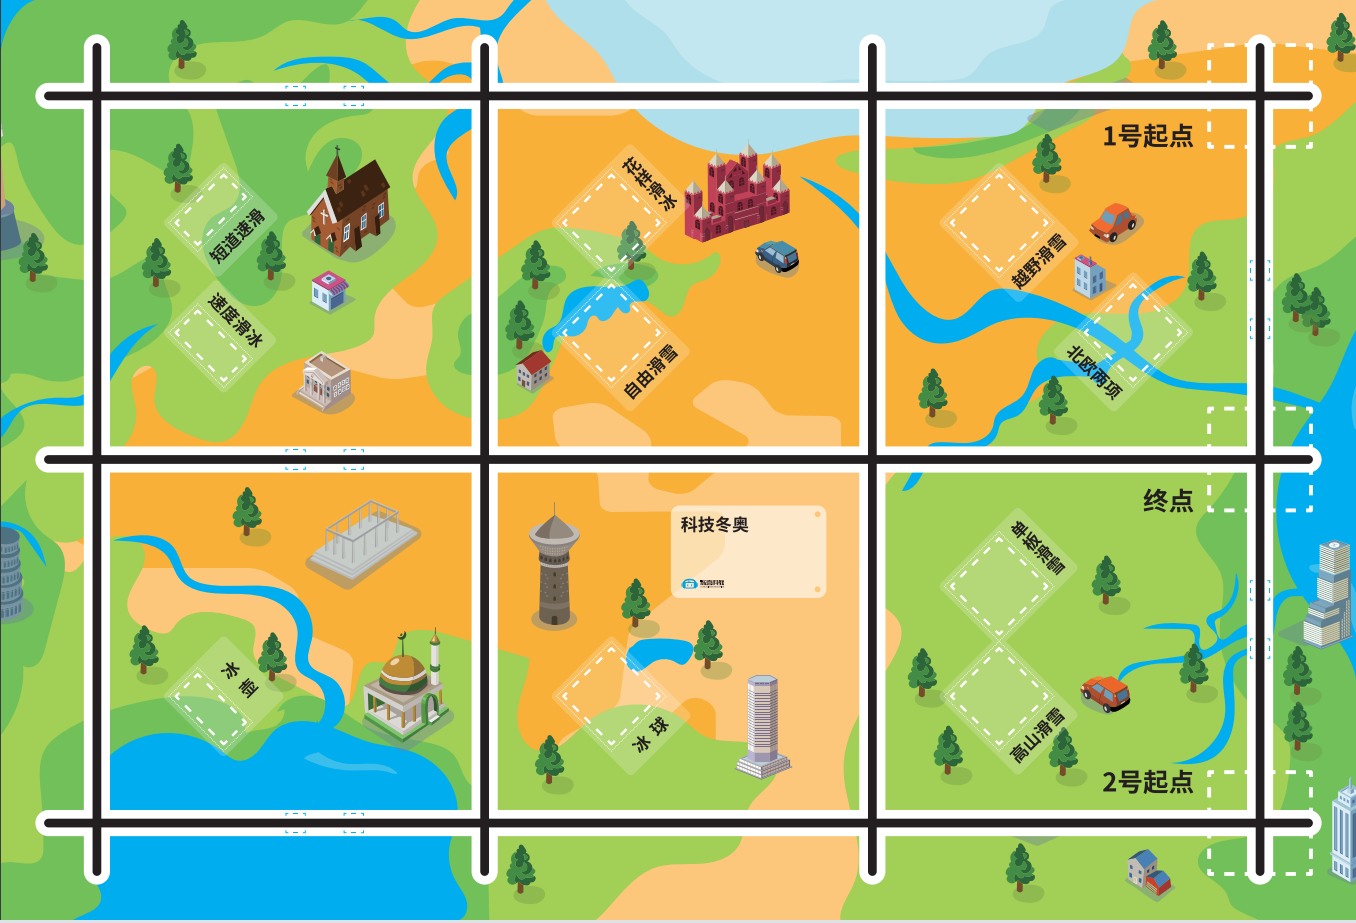 1号起点
花样滑冰
短道速滑
越野滑雪
速度滑冰
自由滑雪
北欧两项
终点
科技冬奥
单板滑雪
冰壶
冰球
高山滑雪
2号起点